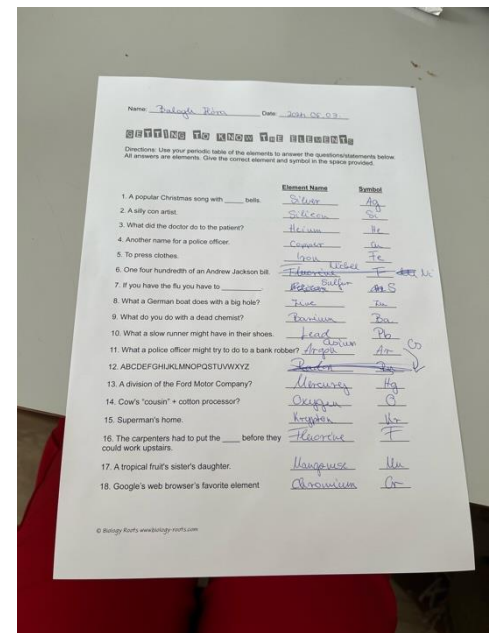 Name: Balogh Dóra Date:
GETTING TO KNOW THE ELEMENTS
Directions: Use your periodic table of the elements to answer the questions/statements below.
All answers are elements. Give the correct element and symbol in the space provided.
Element Name Symbol
1. A popular Christmas song with _____ bells. Silver Ag
2. A silly con artist. Silicon Si
3. What did the doctor do to the patient? Helium He
4. Another name for a police officer. Copper Cu
5. To press clothes. Iron Fe
6. One four hundredth of an Andrew Jackson bill. Fluorine Nickel F Ni
7. If you have the flu you have to __________. Sulfur S
8. What a German boat does with a big hole? Zinc Zn
9. What do you do with a dead chemist? Barium Ba
10. What a slow runner might have in their shoes. Lead Pb
11. What a police officer might try to do to a bank robber? Argon Ar
12. ABCDEFGHIJKLMNOPQSTUVWXYZ Radon
13. A division of the Ford Motor Company? Mercury Hg
14. Cow's "cousin" + cotton processor? Oxygen O
15. Superman's home. Krypton Kr
16. The carpenters had to put the ____ before they Fluorine F
could work upstairs.
17. A tropical fruit's sister's daughter. Manganese Mn
18. Google's web browser's favorite element Chromium Cr
© Biology Roots www.biology-roots.com